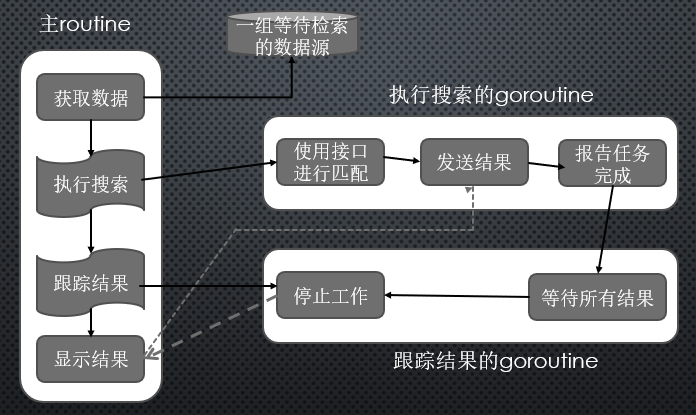 主routine
一组等待检索
的数据源
获取数据
执行搜索
跟踪结果
显示结果
执行搜索的goroutine
使用接口
进行匹配
发送结果
报告任务
完成
停止工作
等待所有结果
跟踪结果的goroutine